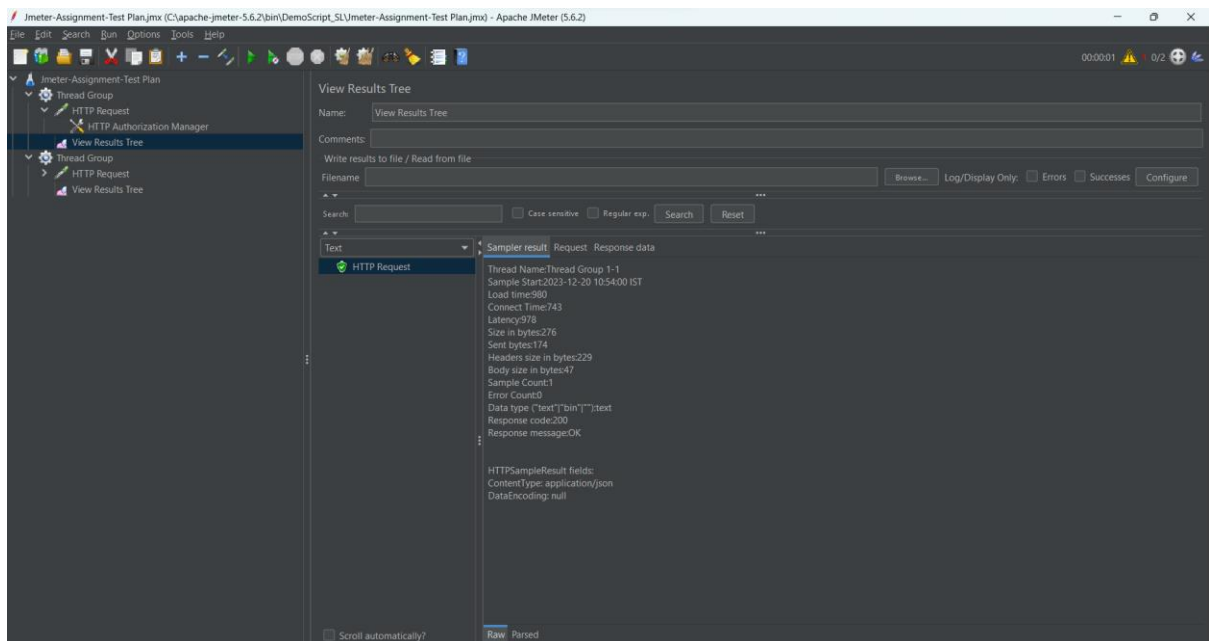 Jmeter-Assignment-Test Plan.jmx (C:\apache-jmeter-5.6.2\bin\DemoScript_SL\Jmeter-Assignment-Test Plan.jmx) - Apache JMeter (5.6.2)
File Edit Search Run Options Tools Help
00:00:01 1 0/2
Jmeter-Assignment-Test Plan
Thread Group
HTTP Request
HTTP Authorization Manager
View Results Tree
Thread Group
HTTP Request
View Results Tree
View Results Tree
Name: View Results Tree
Comments:
Write results to file / Read from file
Filename Browse... Log/Display Only: Errors Successes Configure
Search: Case sensitive Regular exp. Search Reset
Text
HTTP Request
Sampler result Request Response data
Thread Name:Thread Group 1-1
Sample Start:2023-12-20 10:54:00 IST
Load time:980
Connect Time:743
Latency:978
Size in bytes:276
Sent bytes:174
Headers size in bytes:229
Body size in bytes:47
Sample Count:1
Error Count:0
Data type ("text"|"bin"|""):text
Response code:200
Response message:OK
HTTPSampleResult fields:
ContentType: application/json
DataEncoding: null
Scroll automatically?
Raw Parsed